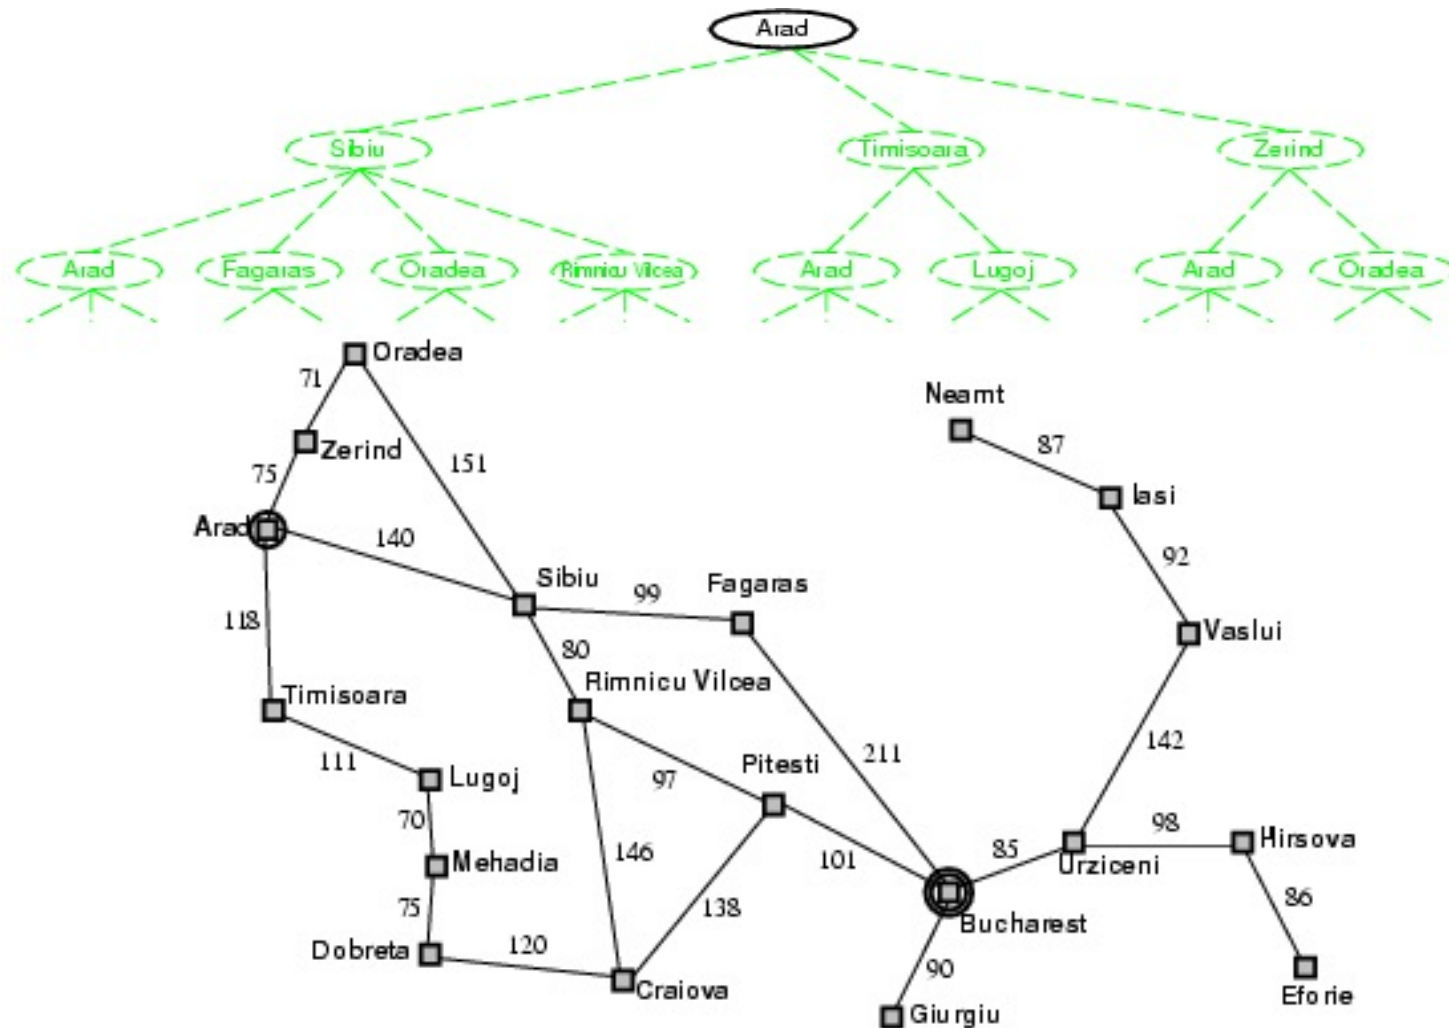 Arad
Sibiu Timisoara Zerind
Arad Fagaras Oradea Rimnicu Vilcea Arad Lugoj Arad Oradea
Oradea
71
Neamt
87
Zerind
151
75
Iasi
Arad
140
92
Sibiu
Fagaras
99
118
Vaslui
80
Rimnicu Vilcea
Timisoara
142
211
111
Lugoj
97
Pitesti
70
98
Hirsova
146
101
85
Urziceni
Mehadia
86
75
138
Bucharest
120
Dobreta
90
Craiova
Eforie
Giurgiu